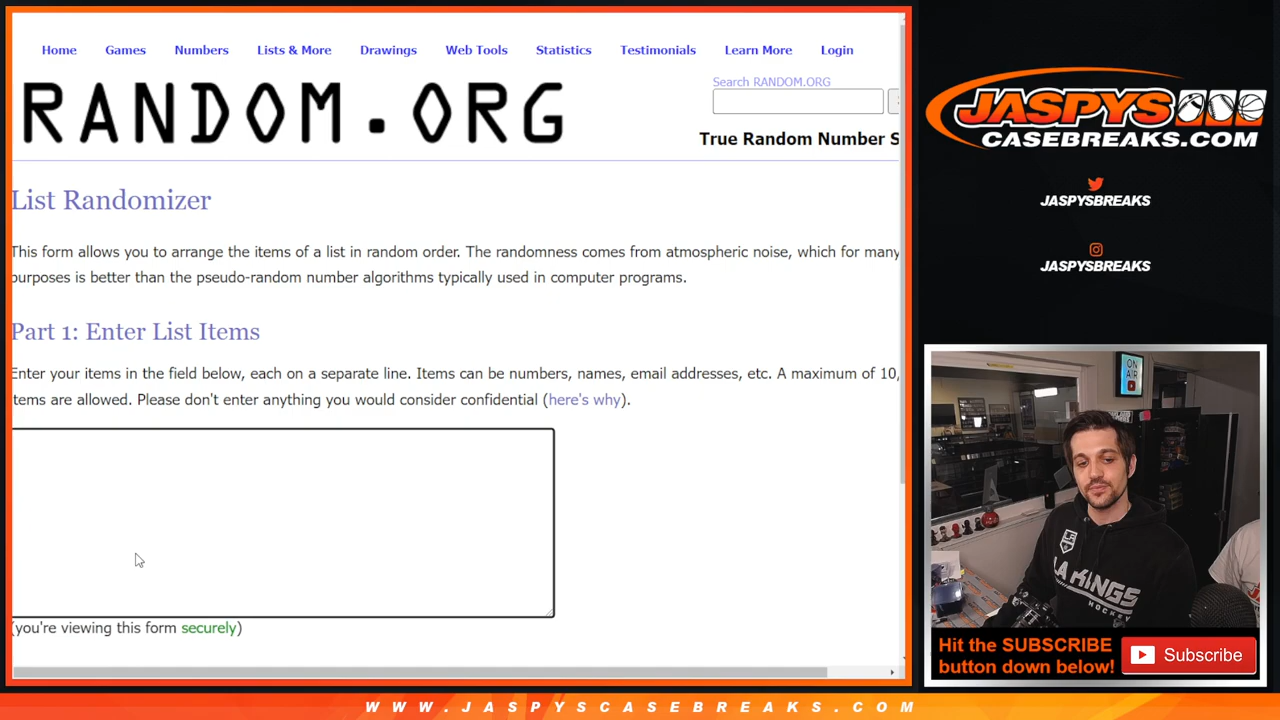 Home Games Numbers Lists & More Drawings Web Tools Statistics Testimonials Learn More Login
RANDOM.ORG
Search RANDOM.ORG
True Random Number S
List Randomizer
This form allows you to arrange the items of a list in random order. The randomness comes from atmospheric noise, which for many
purposes is better than the pseudo-random number algorithms typically used in computer programs.
Part 1: Enter List Items
Enter your items in the field below, each on a separate line. Items can be numbers, names, email addresses, etc. A maximum of 10,
items are allowed. Please don't enter anything you would consider confidential (here's why).
(you're viewing this form securely)
JASPYS
CASEBREAKS.COM
JASPYSBREAKS
JASPYSBREAKS
ON
AIR
LA KINGS
HOCKEY
Hit the SUBSCRIBE
button down below!
Subscribe
WWW.JASPYSCASEBREAKS.COM